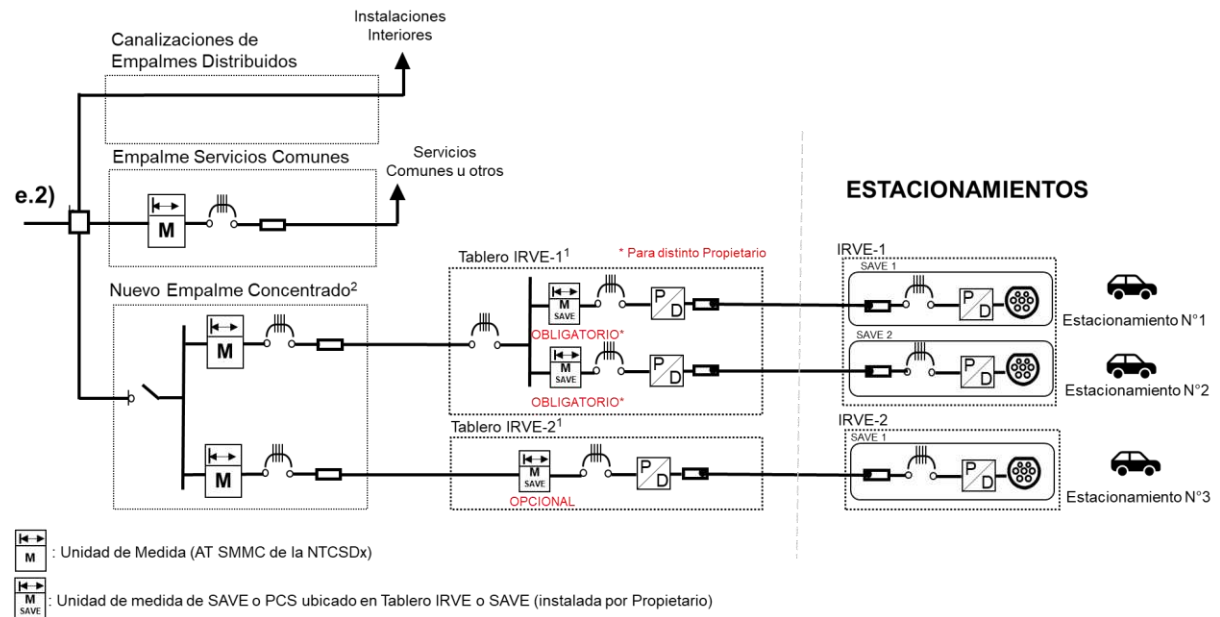 Instalaciones
Interiores
Canalizaciones de
Empalmes Distribuidos
Empalme Servicios Comunes
Servicios
Comunes u otros
e.2)
M
ESTACIONAMIENTOS
Tablero IRVE-1¹
* Para distinto Propietario
IRVE-1
SAVE 1
Nuevo Empalme Concentrado²
M
M
SAVE
P
D
P
D
OBLIGATORIO*
Estacionamiento N°1
SAVE 2
M
SAVE
P
D
P
D
OBLIGATORIO*
Estacionamiento N°2
Tablero IRVE-2¹
IRVE-2
SAVE 1
M
M
SAVE
P
D
P
D
OPCIONAL
Estacionamiento N°3
M
: Unidad de Medida (AT SMMC de la NTCSDx)
M
SAVE
: Unidad de medida de SAVE o PCS ubicado en Tablero IRVE o SAVE (instalada por Propietario)